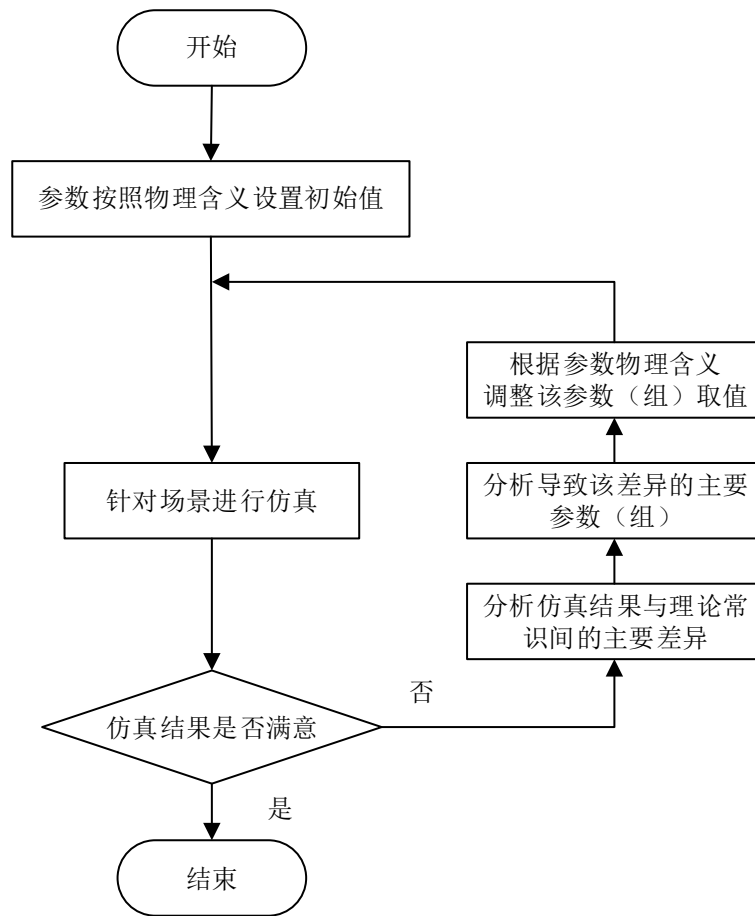 开始
参数按照物理含义设置初始值
根据参数物理含义
调整该参数（组）取值
针对场景进行仿真
分析导致该差异的主要
参数（组）
分析仿真结果与理论常
识间的主要差异
否
仿真结果是否满意
是
结束